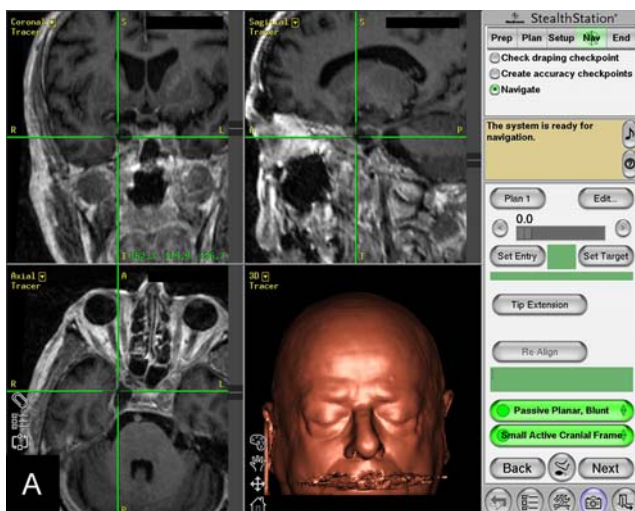 Coronal
Tracer
S
R
L
I
Sagittal
Tracer
S
A
P
I
Axial
Tracer
A
R
L
P
3D
Tracer
A
StealthStation®
Prep Plan Setup Nav End
Check draping checkpoint
Create accuracy checkpoints
Navigate
The system is ready for
navigation.
Plan 1 Edit...
0.0
Set Entry Set Target
Tip Extension
Re-Align
Passive Planar, Blunt
Small Active Cranial Frame
Back Next